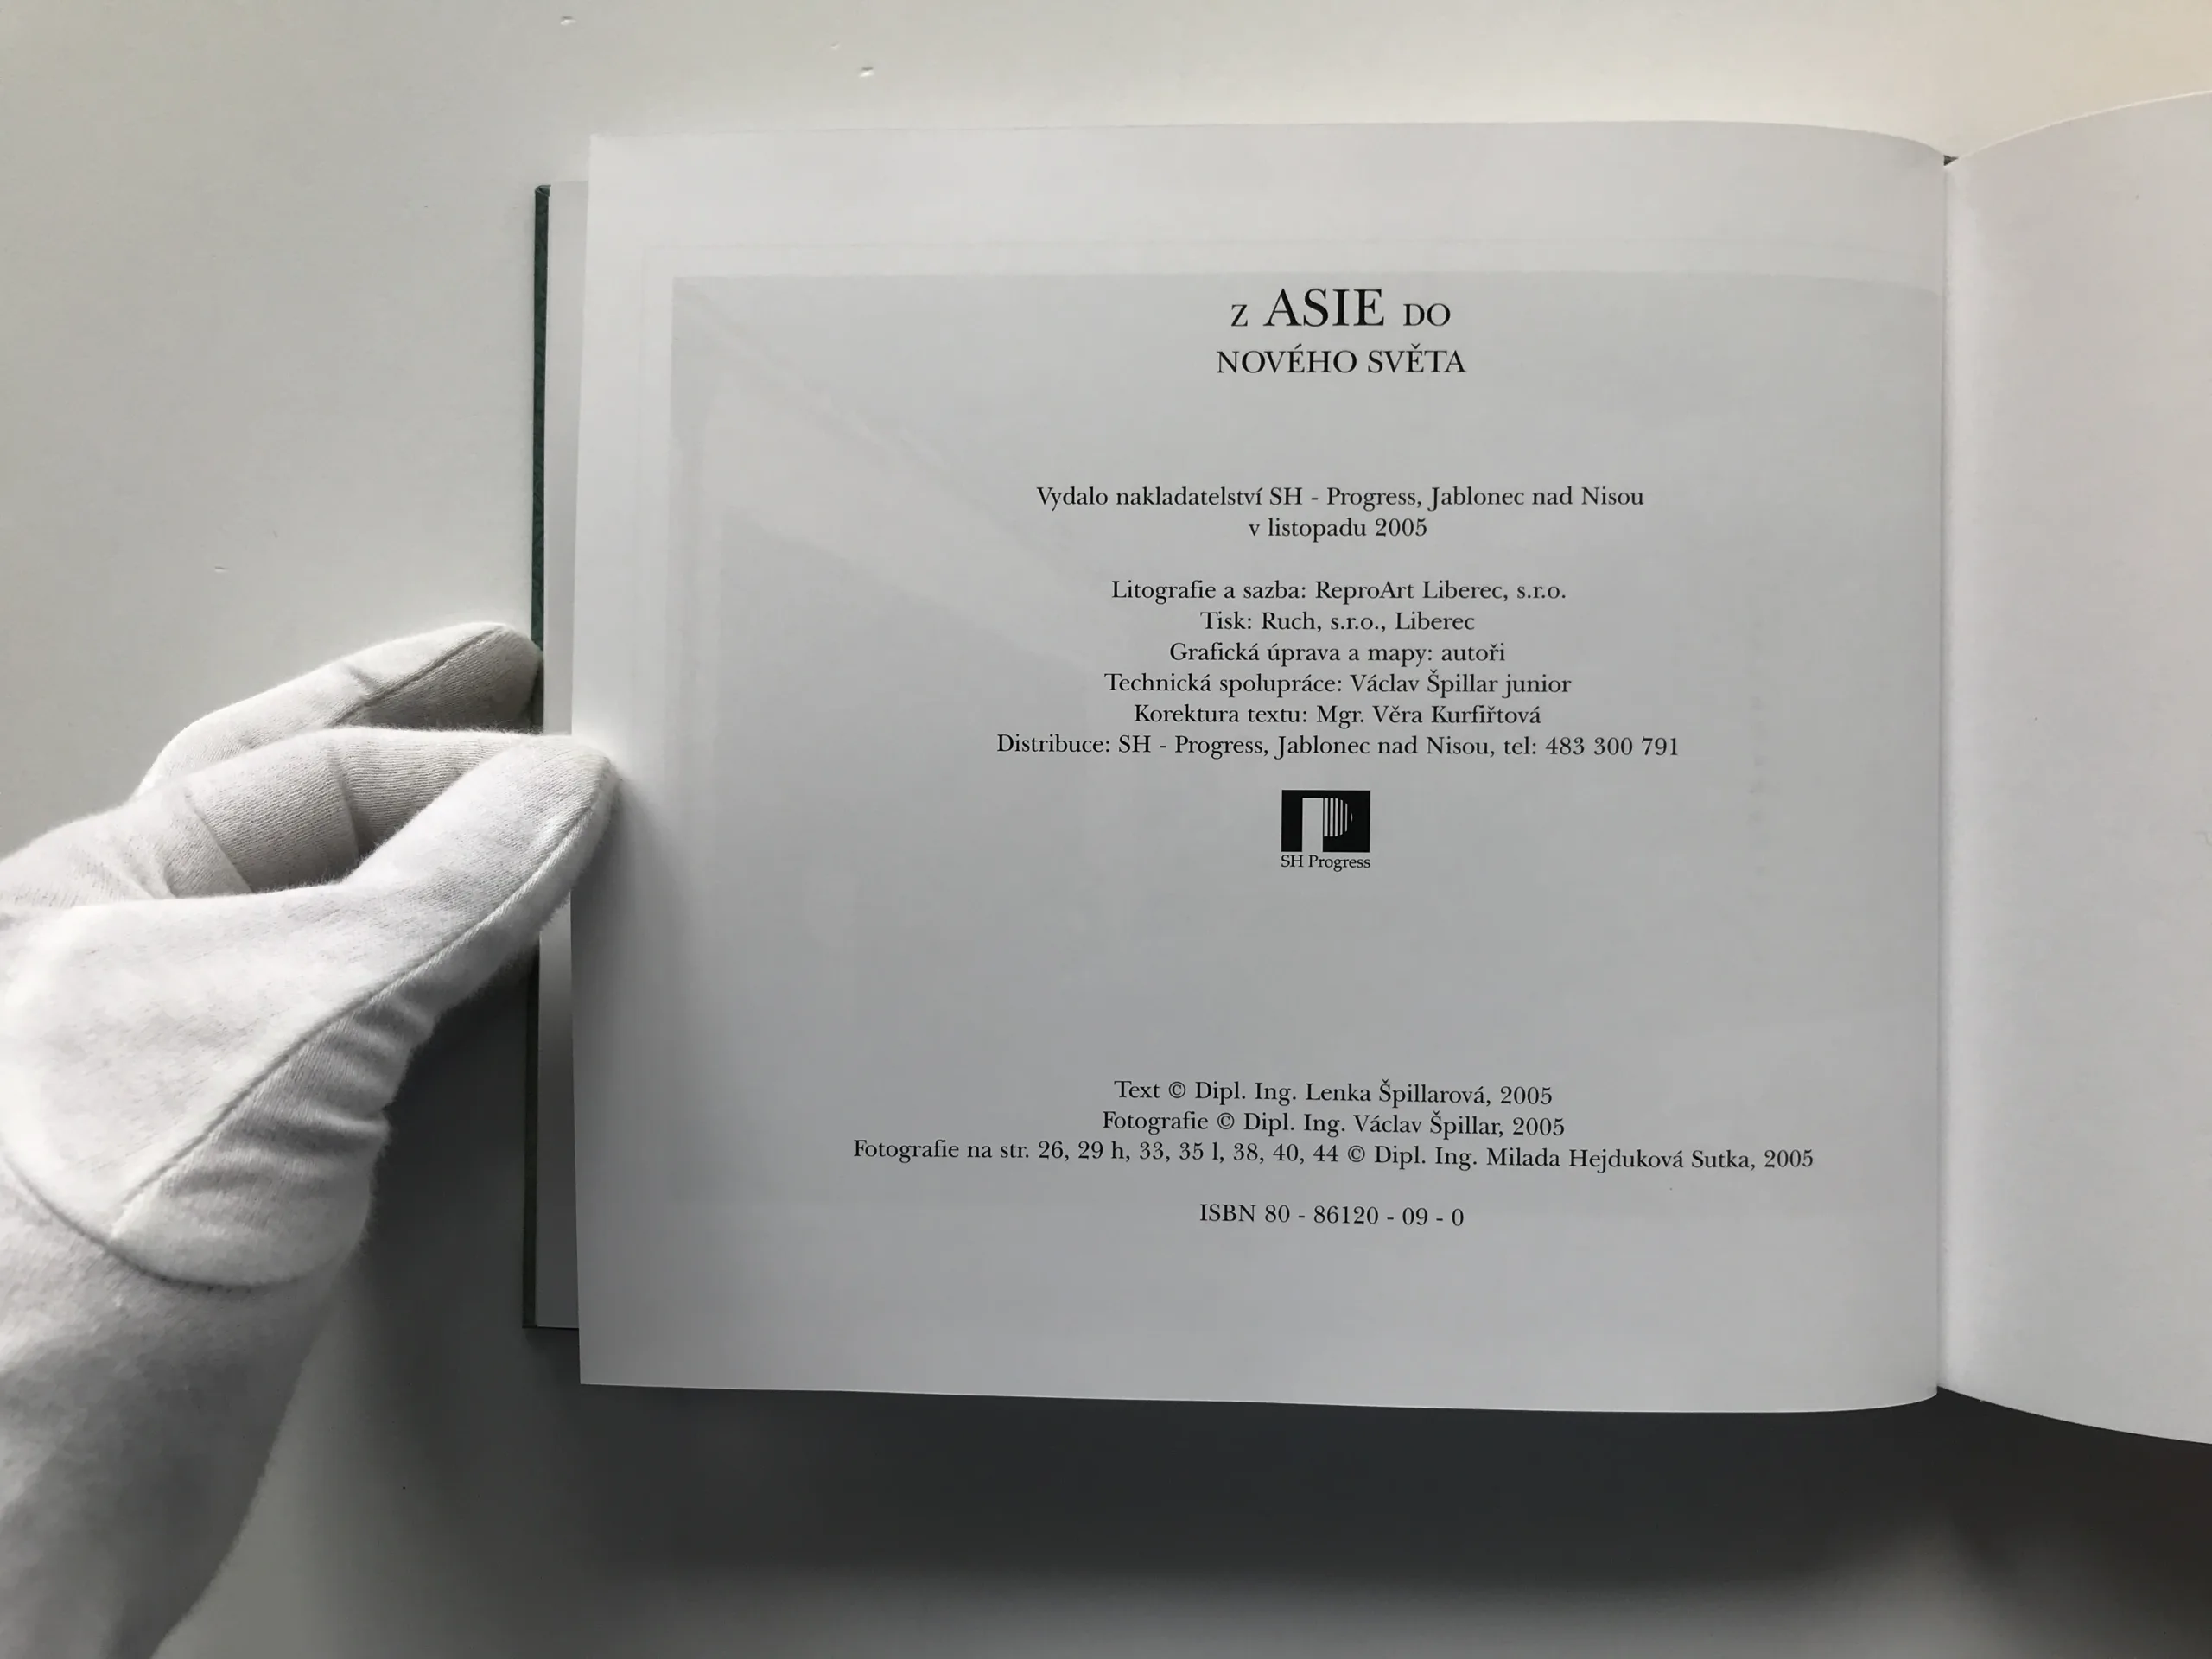 Z ASIE DO
NOVÉHO SVĚTA
Vydalo nakladatelství SH - Progress, Jablonec nad Nisou
v listopadu 2005
Litografie a sazba: ReproArt Liberec, s.r.o.
Tisk: Ruch, s.r.o., Liberec
Grafická úprava a mapy: autoři
Technická spolupráce: Václav Špillar junior
Korektura textu: Mgr. Věra Kurfiřtová
Distribuce: SH - Progress, Jablonec nad Nisou, tel: 483 300 791
SH Progress
Text © Dipl. Ing. Lenka Špillarová, 2005
Fotografie © Dipl. Ing. Václav Špillar, 2005
Fotografie na str. 26, 29 h, 33, 35 l, 38, 40, 44 © Dipl. Ing. Milada Hejduková Sutka, 2005
ISBN 80 - 86120 - 09 - 0